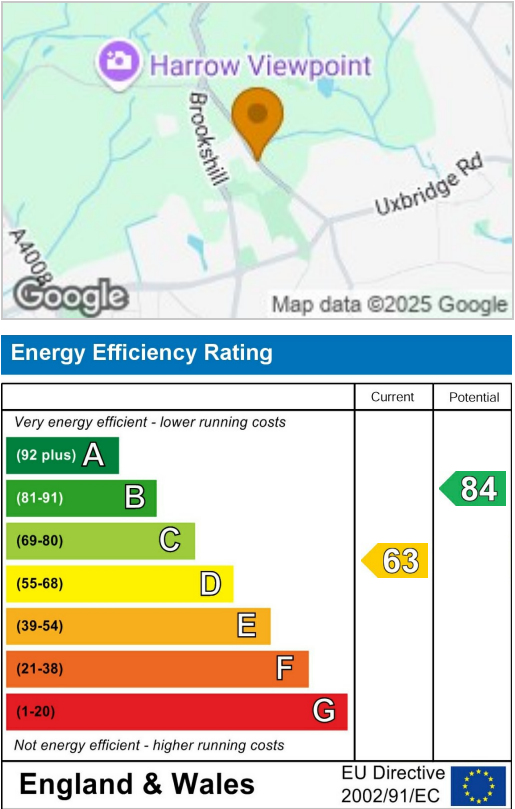 Harrow Viewpoint
Brookshill
Uxbridge Rd
A4008
Google
Map data ©2025 Google
Energy Efficiency Rating
Current Potential
Very energy efficient - lower running costs
(92 plus) A
(81-91) B
84
(69-80) C
63
(55-68) D
(39-54) E
(21-38) F
(1-20) G
Not energy efficient - higher running costs
England & Wales
EU Directive
2002/91/EC